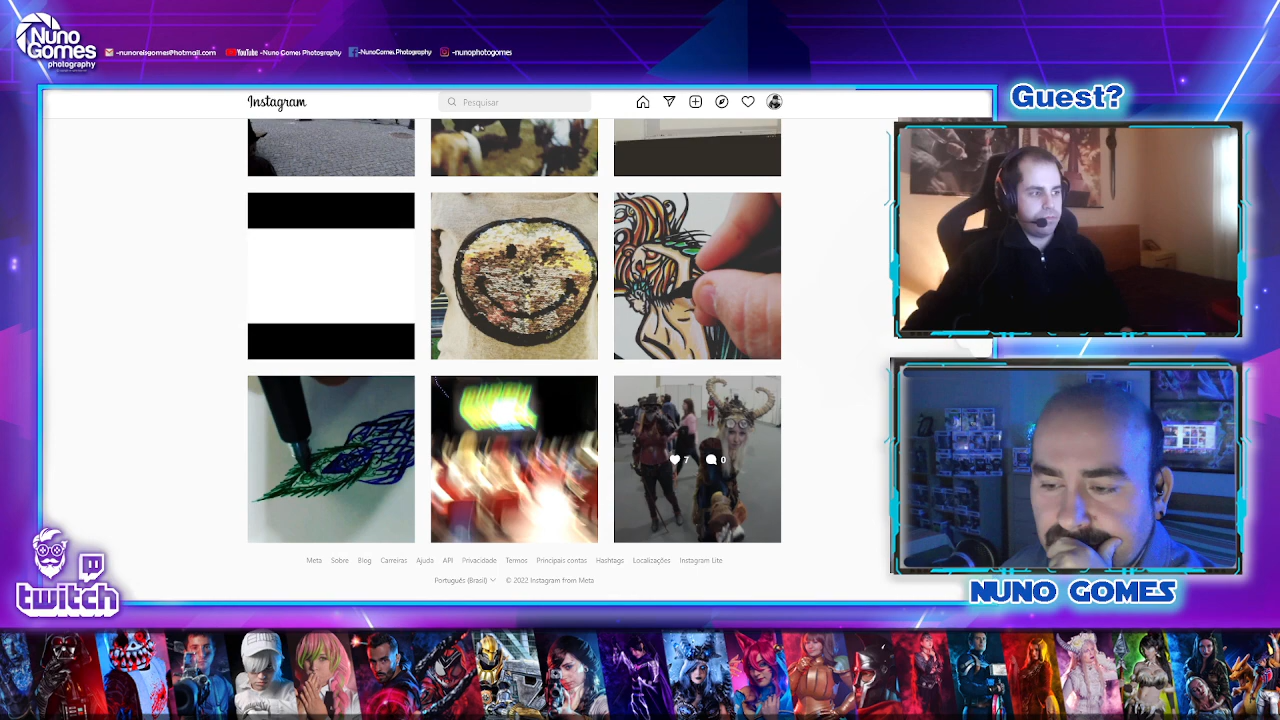 Nuno Gomes
photography
-nunoreisgomes@hotmail.com
YouTube -Nuno Gomes Photography
-NunoGomes Photography
-nunophotogomes
Guest?
Instagram
Pesquisar
7
0
Meta Sobre Blog Carreiras Ajuda API Privacidade Termos Principais contas Hashtags Localizações Instagram Lite
Português (Brasil) © 2022 Instagram from Meta
twitch
NUNO GOMES